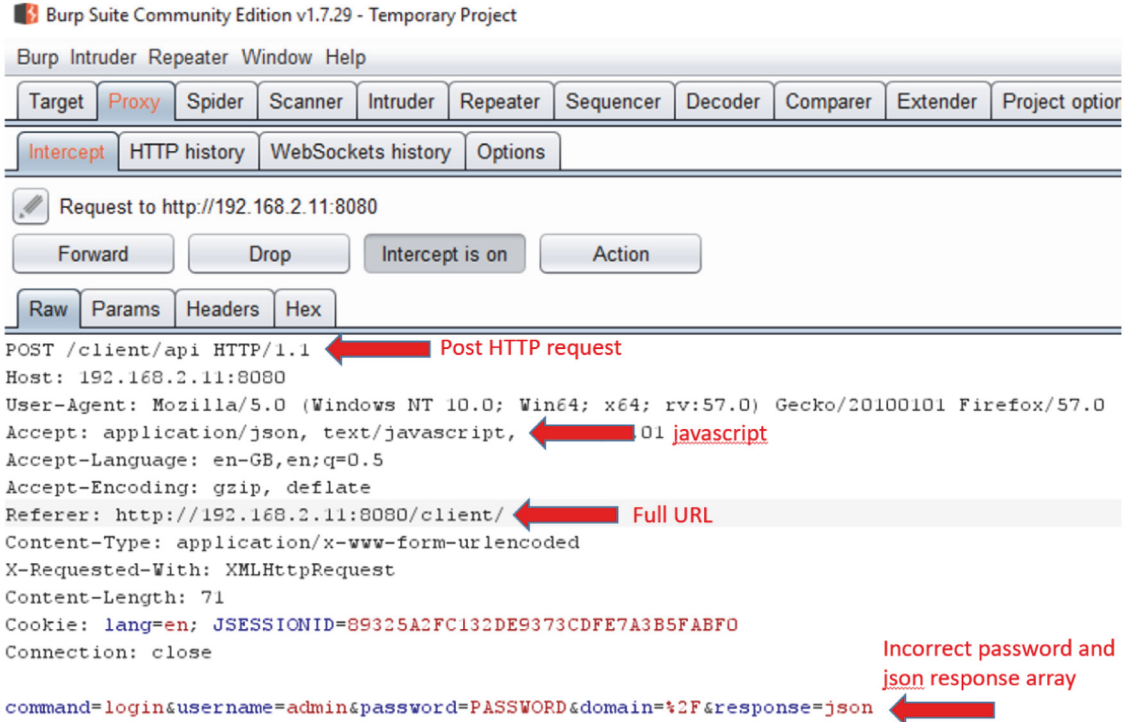 Burp Suite Community Edition v1.7.29 - Temporary Project
Burp Intruder Repeater Window Help
Target Proxy Spider Scanner Intruder Repeater Sequencer Decoder Comparer Extender Project option
Intercept HTTP history WebSockets history Options
Request to http://192.168.2.11:8080
Forward Drop Intercept is on Action
Raw Params Headers Hex
POST /client/api HTTP/1.1 Post HTTP request
Host: 192.168.2.11:8080
User-Agent: Mozilla/5.0 (Windows NT 10.0; Win64; x64; rv:57.0) Gecko/20100101 Firefox/57.0
Accept: application/json, text/javascript, .01 javascript
Accept-Language: en-GB,en;q=0.5
Accept-Encoding: gzip, deflate
Referer: http://192.168.2.11:8080/client/ Full URL
Content-Type: application/x-www-form-urlencoded
X-Requested-With: XMLHttpRequest
Content-Length: 71
Cookie: lang=en; JSESSIONID=89325A2FC132DE9373CDFE7A3B5FABF0
Connection: close
Incorrect password and
json response array
command=login&username=admin&password=PASSWORD&domain=%2F&response=json